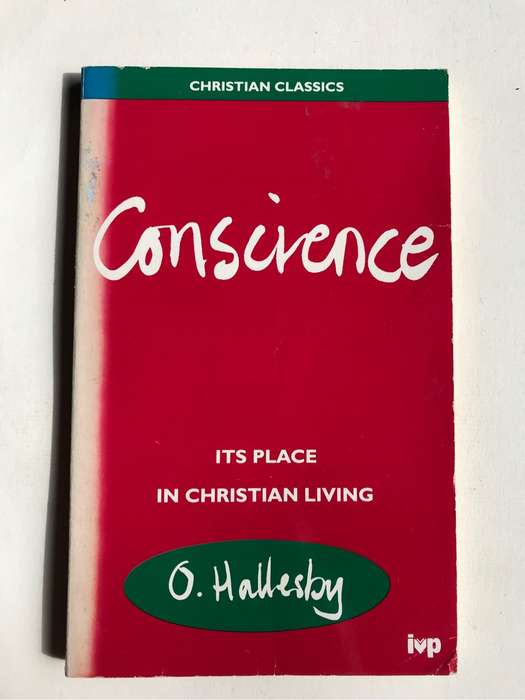 CHRISTIAN CLASSICS
Conscience
ITS PLACE
IN CHRISTIAN LIVING
O. Hallesby
ivp